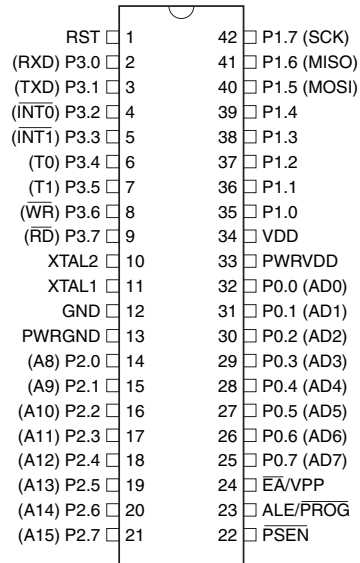 RST 1 42 P1.7 (SCK)
(RXD) P3.0 2 41 P1.6 (MISO)
(TXD) P3.1 3 40 P1.5 (MOSI)
(I̅N̅T̅0̅) P3.2 4 39 P1.4
(I̅N̅T̅1̅) P3.3 5 38 P1.3
(T0) P3.4 6 37 P1.2
(T1) P3.5 7 36 P1.1
(W̅R̅) P3.6 8 35 P1.0
(R̅D̅) P3.7 9 34 VDD
XTAL2 10 33 PWRVDD
XTAL1 11 32 P0.0 (AD0)
GND 12 31 P0.1 (AD1)
PWRGND 13 30 P0.2 (AD2)
(A8) P2.0 14 29 P0.3 (AD3)
(A9) P2.1 15 28 P0.4 (AD4)
(A10) P2.2 16 27 P0.5 (AD5)
(A11) P2.3 17 26 P0.6 (AD6)
(A12) P2.4 18 25 P0.7 (AD7)
(A13) P2.5 19 24 E̅A̅/VPP
(A14) P2.6 20 23 ALE/P̅R̅O̅G̅
(A15) P2.7 21 22 P̅S̅E̅N̅